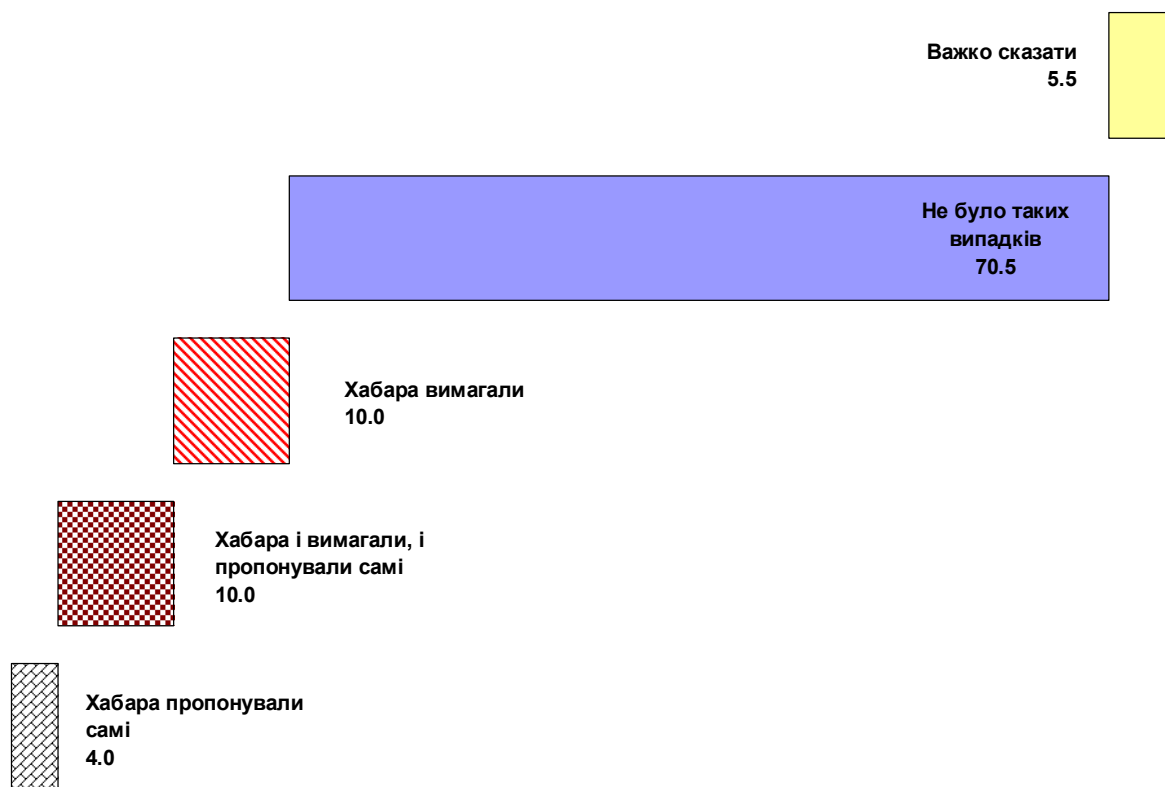 Важко сказати
5.5
Не було таких
випадків
70.5
Хабара вимагали
10.0
Хабара і вимагали, і
пропонували самі
10.0
Хабара пропонували
самі
4.0